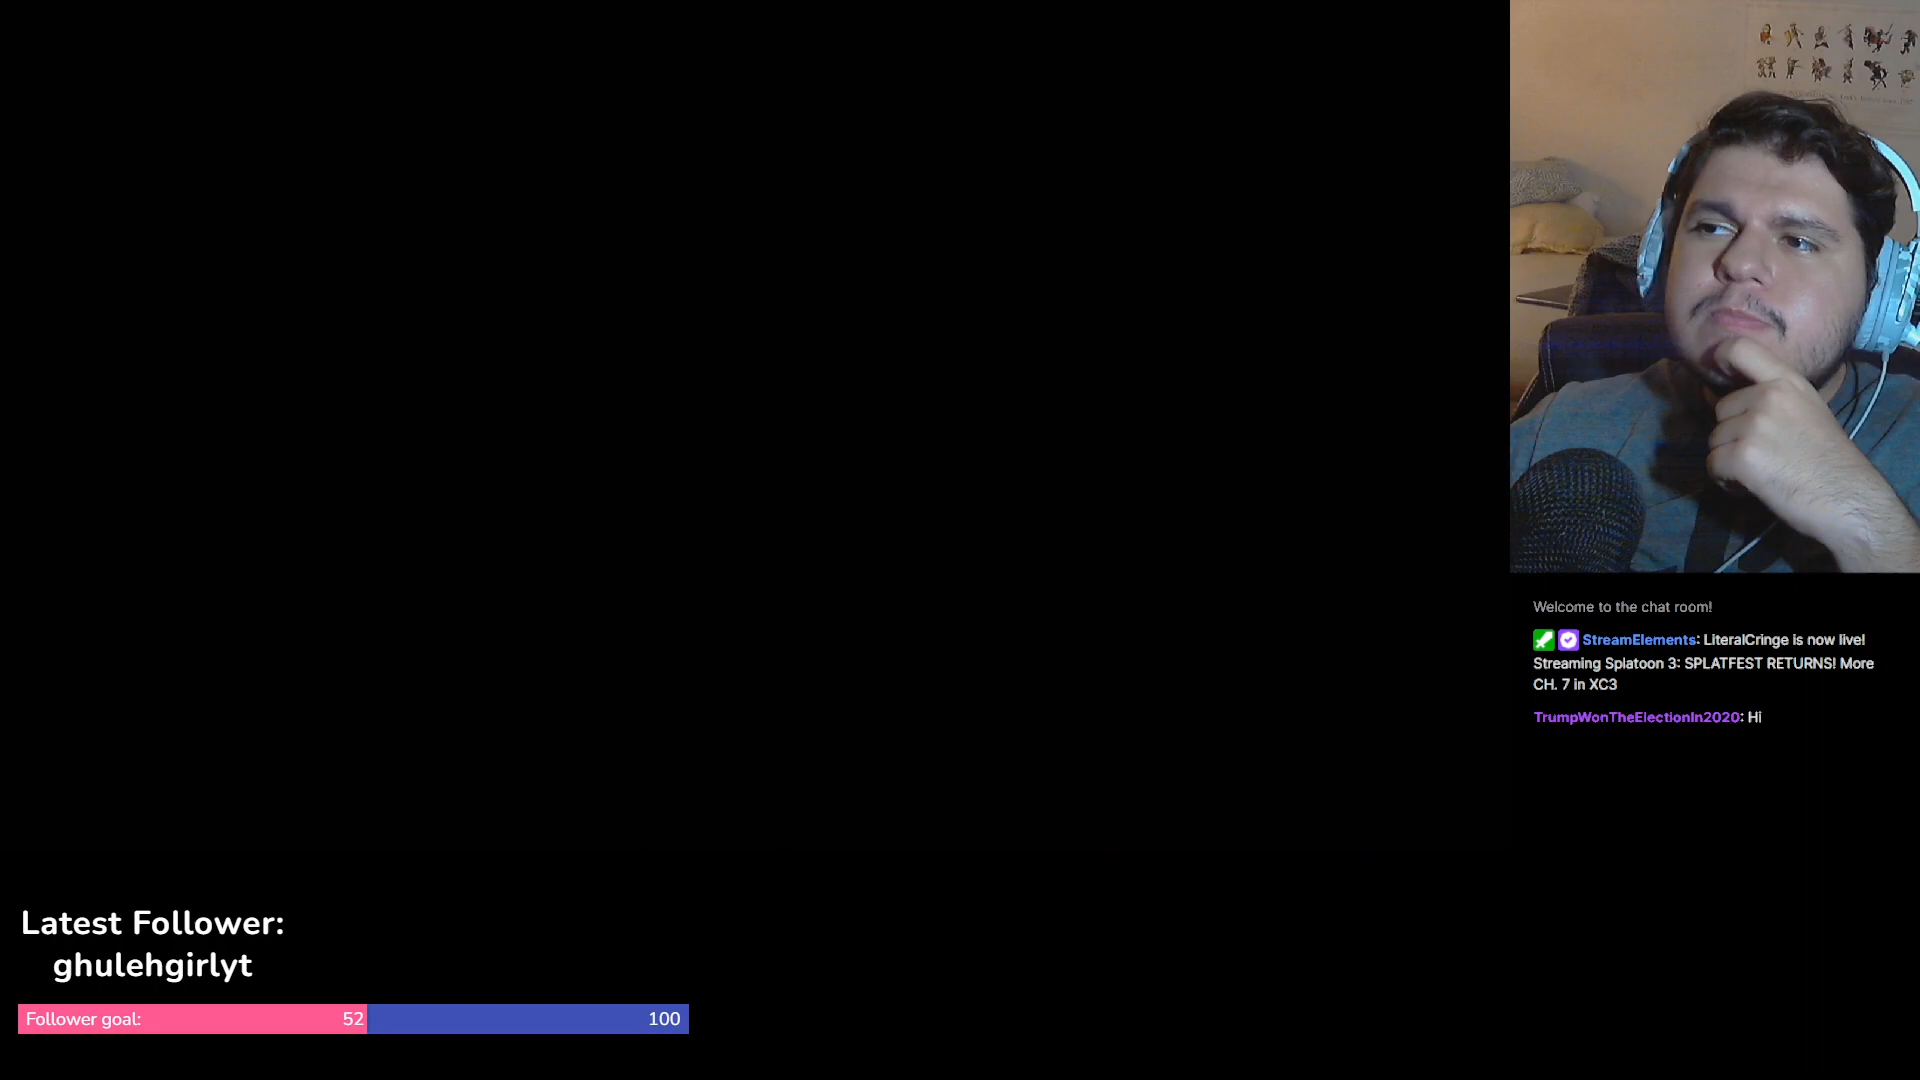 Welcome to the chat room!
StreamElements: LiteralCringe is now live!
Streaming Splatoon 3: SPLATFEST RETURNS! More
CH. 7 in XC3
TrumpWonTheElectionIn2020: Hi
Latest Follower:
ghulehgirlyt
Follower goal: 52 100